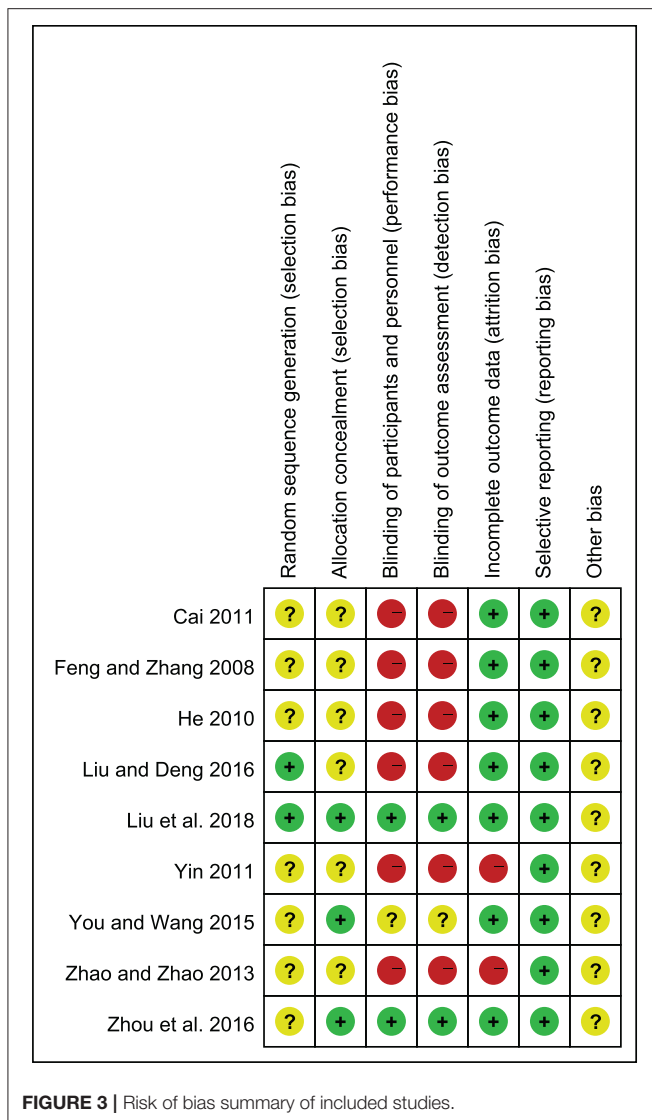 Random sequence generation (selection bias)
Allocation concealment (selection bias)
Blinding of participants and personnel (performance bias)
Blinding of outcome assessment (detection bias)
Incomplete outcome data (attrition bias)
Selective reporting (reporting bias)
Other bias
Cai 2011 ? ? − − + + ?
Feng and Zhang 2008 ? ? − − + + ?
He 2010 ? ? − − + + ?
Liu and Deng 2016 + ? − − + + ?
Liu et al. 2018 + + + + + + ?
Yin 2011 ? ? − − − + ?
You and Wang 2015 ? + ? ? + + ?
Zhao and Zhao 2013 ? ? − − − + ?
Zhou et al. 2016 ? + + + + + ?
FIGURE 3 | Risk of bias summary of included studies.